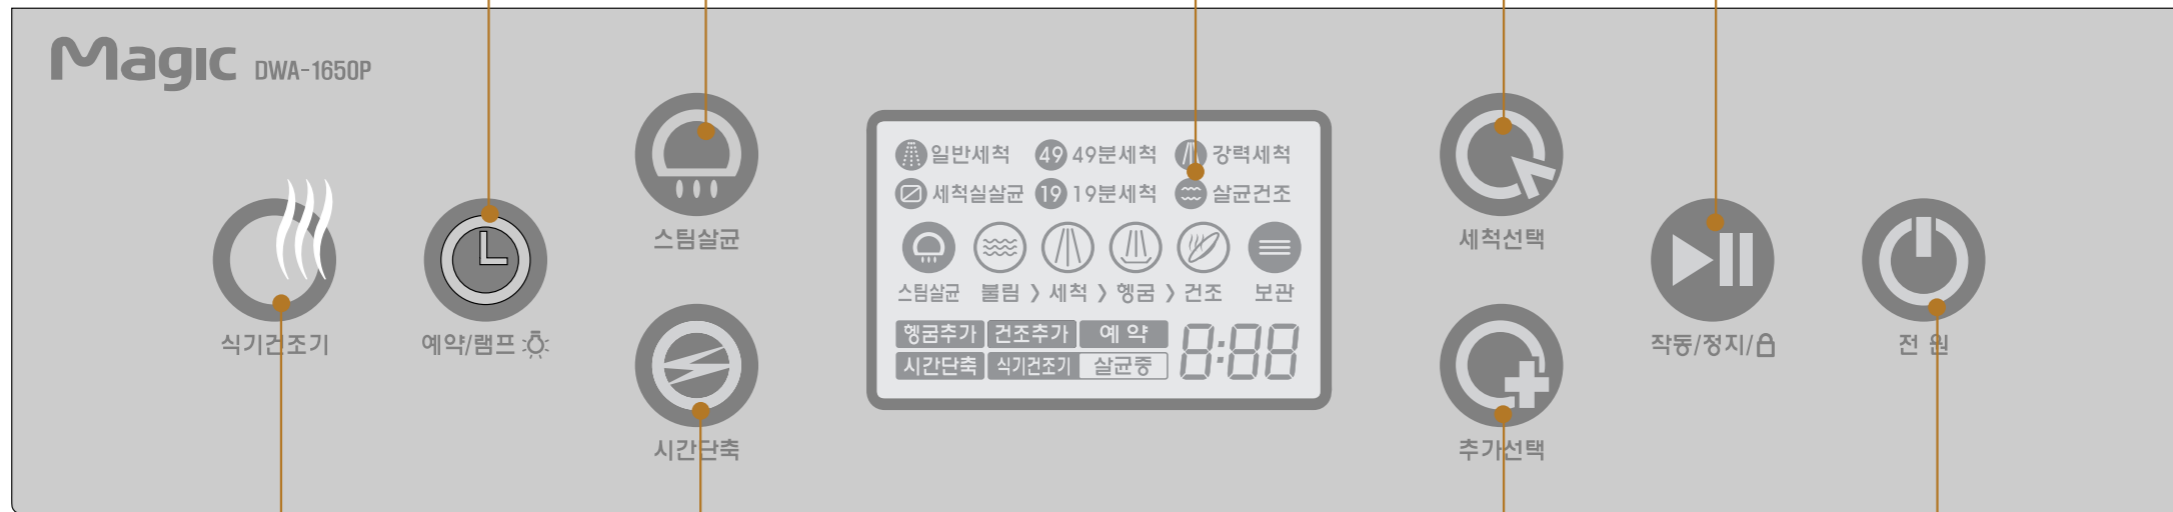 Magic DWA-1650P
식기건조기
예약/램프
스팀살균
시간단축
일반세척 49 49분세척 강력세척
세척실살균 19 19분세척 살균건조
스팀살균 불림 > 세척 > 헹굼 > 건조 보관
헹굼추가 건조추가 예 약
시간단축 식기건조기 살균중
8:88
세척선택
추가선택
작동/정지/
전 원